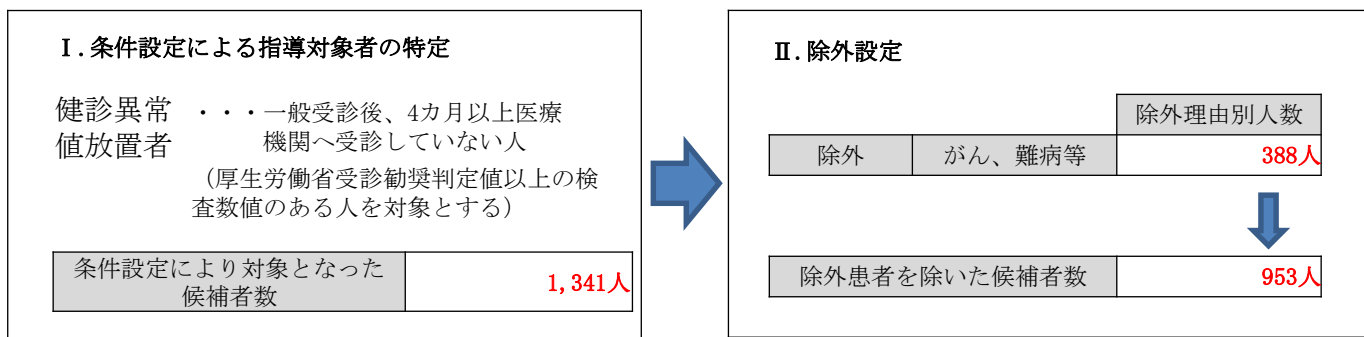 Ⅰ.条件設定による指導対象者の特定
健診異常
値放置者
・・・一般受診後、4カ月以上医療
機関へ受診していない人
（厚生労働省受診勧奨判定値以上の検
査数値のある人を対象とする）
条件設定により対象となった
候補者数
1,341人
Ⅱ.除外設定
除外理由別人数
除外 がん、難病等 388人
除外患者を除いた候補者数 953人